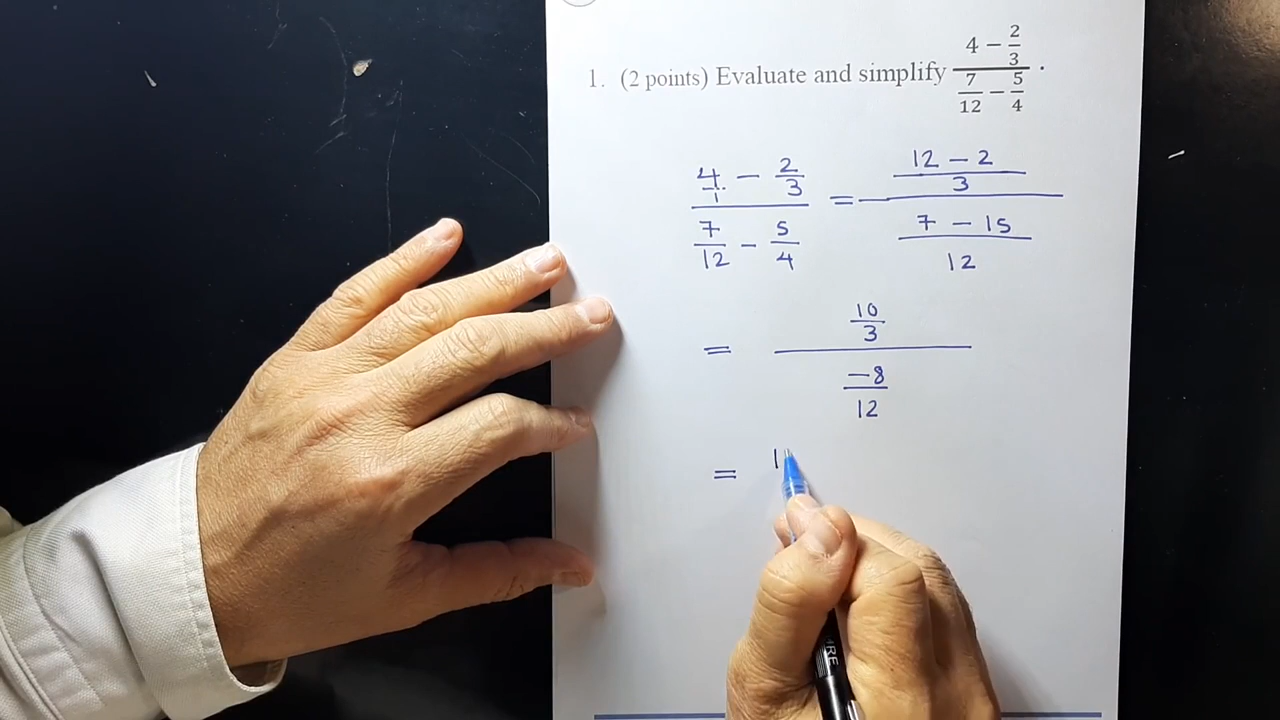 1. (2 points) Evaluate and simplify (4 - 2/3)/(7/12 - 5/4) .
(4/1 - 2/3)/(7/12 - 5/4) = ((12 - 2)/3)/((7 - 15)/12)
= (10/3)/(-8/12)
= 1